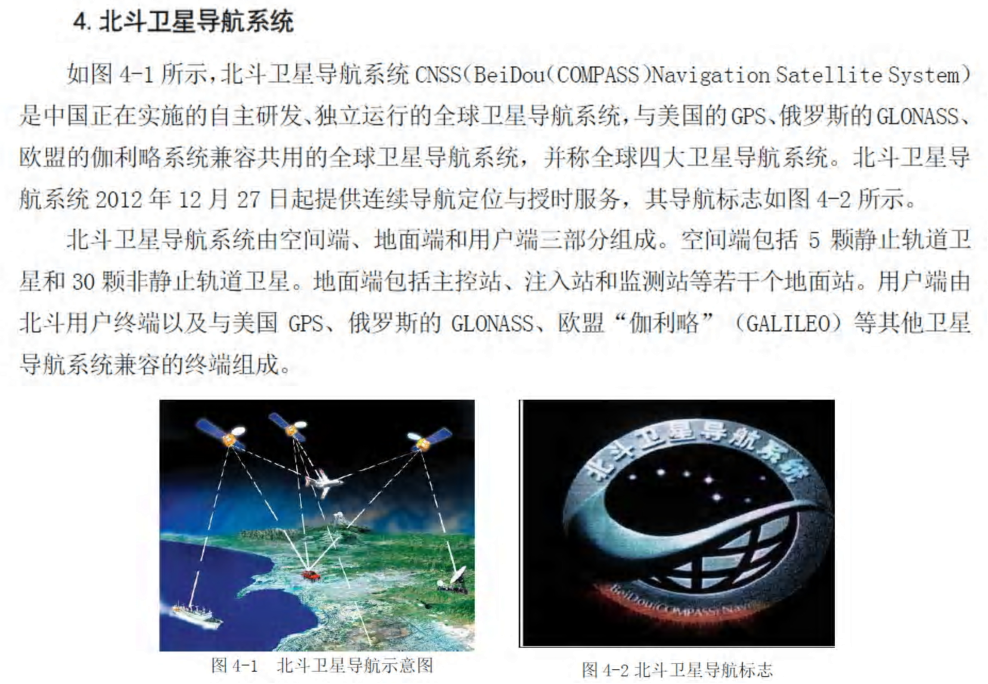 4. 北斗卫星导航系统
如图 4-1 所示，北斗卫星导航系统 CNSS（BeiDou（COMPASS）Navigation Satellite System）
是中国正在实施的自主研发、独立运行的全球卫星导航系统，与美国的 GPS、俄罗斯的 GLONASS、
欧盟的伽利略系统兼容共用的全球卫星导航系统，并称全球四大卫星导航系统。北斗卫星导
航系统 2012 年 12 月 27 日起提供连续导航定位与授时服务，其导航标志如图 4-2 所示。
北斗卫星导航系统由空间端、地面端和用户端三部分组成。空间端包括 5 颗静止轨道卫
星和 30 颗非静止轨道卫星。地面端包括主控站、注入站和监测站等若干个地面站。用户端由
北斗用户终端以及与美国 GPS、俄罗斯的 GLONASS、欧盟“伽利略”（GALILEO）等其他卫星
导航系统兼容的终端组成。
北斗卫星导航系统
BeiDou(COMPASS)
图 4-1 北斗卫星导航示意图
图 4-2 北斗卫星导航标志